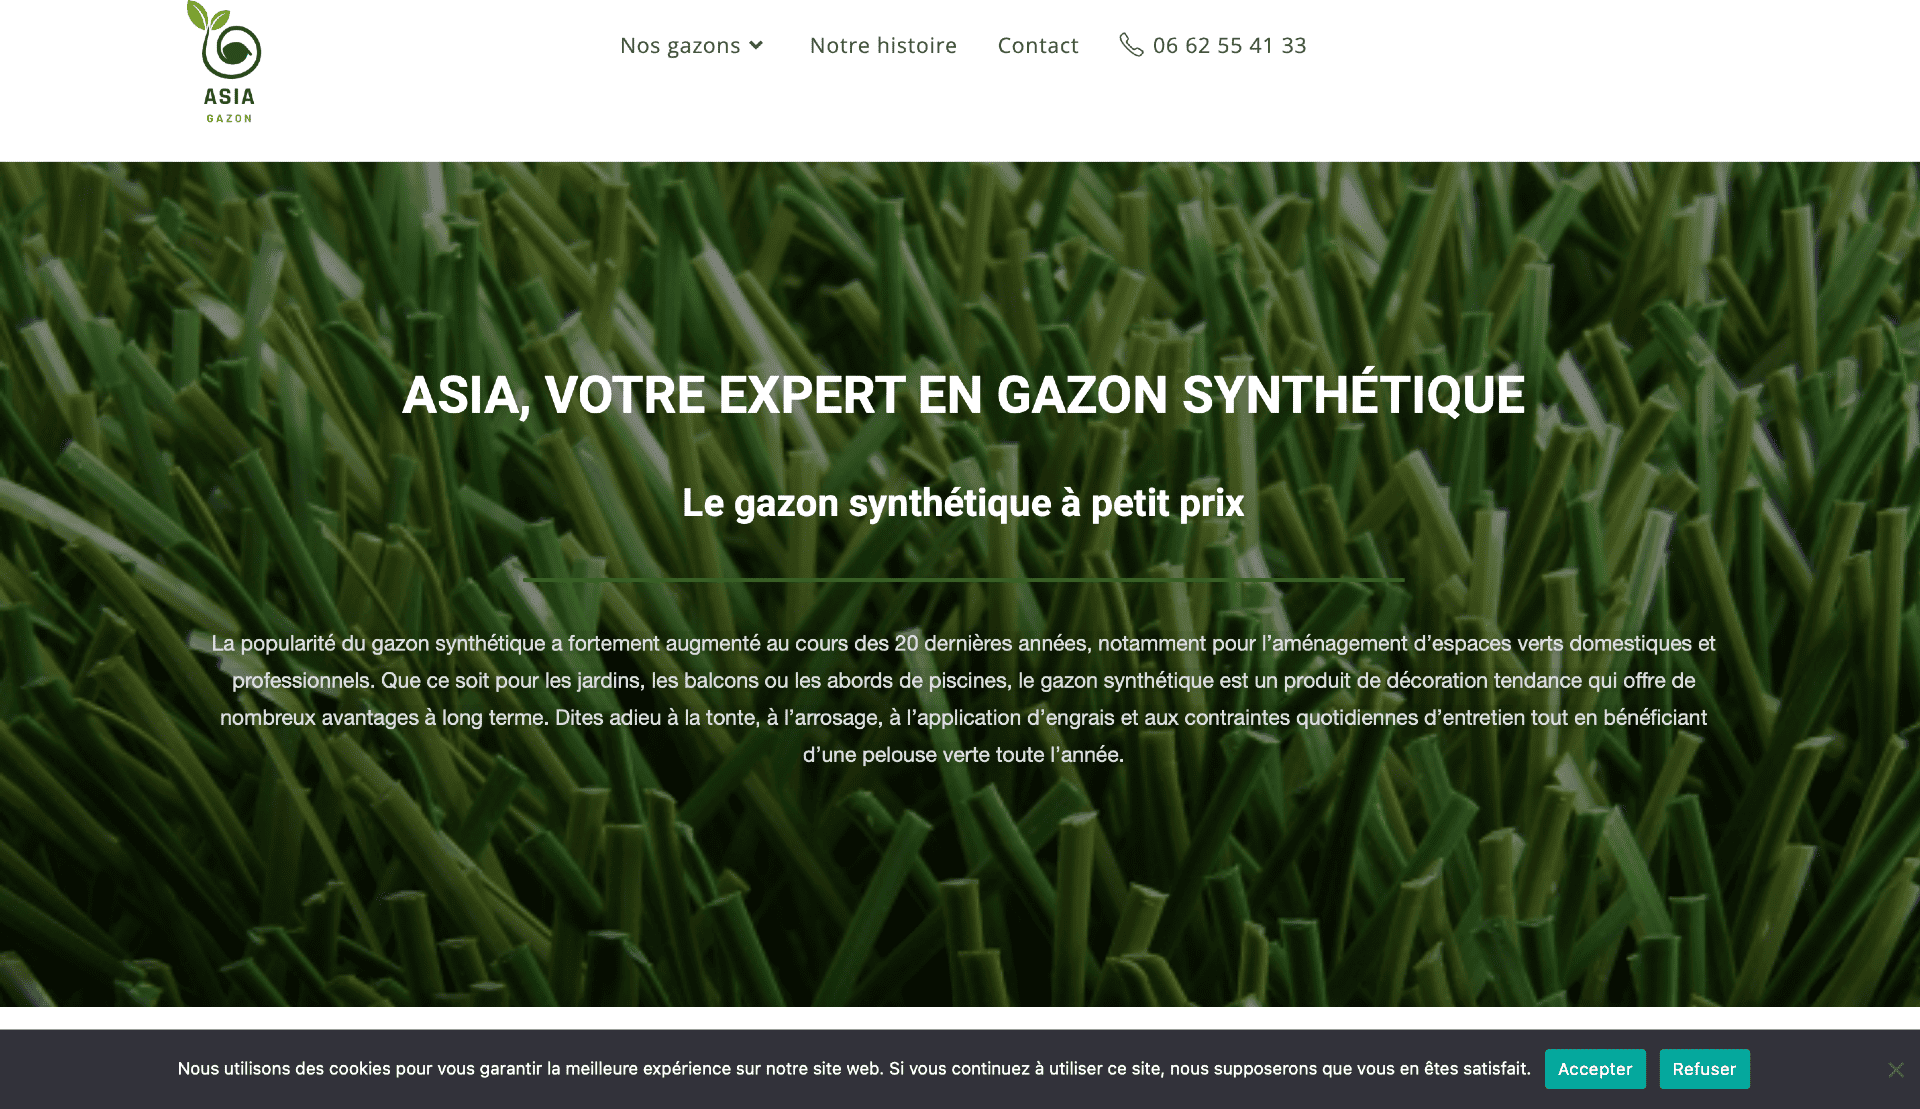 Nos gazons
Notre histoire
Contact
06 62 55 41 33
ASIA
GAZON
ASIA, VOTRE EXPERT EN GAZON SYNTHÉTIQUE
Le gazon synthétique à petit prix
La popularité du gazon synthétique a fortement augmenté au cours des 20 dernières années, notamment pour l’aménagement d’espaces verts domestiques et
professionnels. Que ce soit pour les jardins, les balcons ou les abords de piscines, le gazon synthétique est un produit de décoration tendance qui offre de
nombreux avantages à long terme. Dites adieu à la tonte, à l’arrosage, à l’application d’engrais et aux contraintes quotidiennes d’entretien tout en bénéficiant
d’une pelouse verte toute l’année.
Nous utilisons des cookies pour vous garantir la meilleure expérience sur notre site web. Si vous continuez à utiliser ce site, nous supposerons que vous en êtes satisfait.
Accepter
Refuser